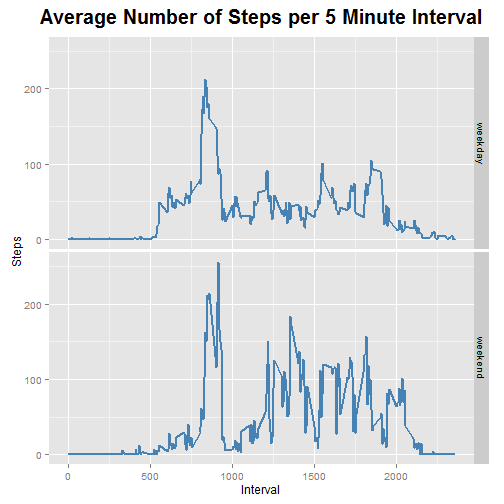 Average Number of Steps per 5 Minute Interval
200
100
0
weekday
Steps
200
100
0
weekend
0
500
1000
1500
2000
Interval